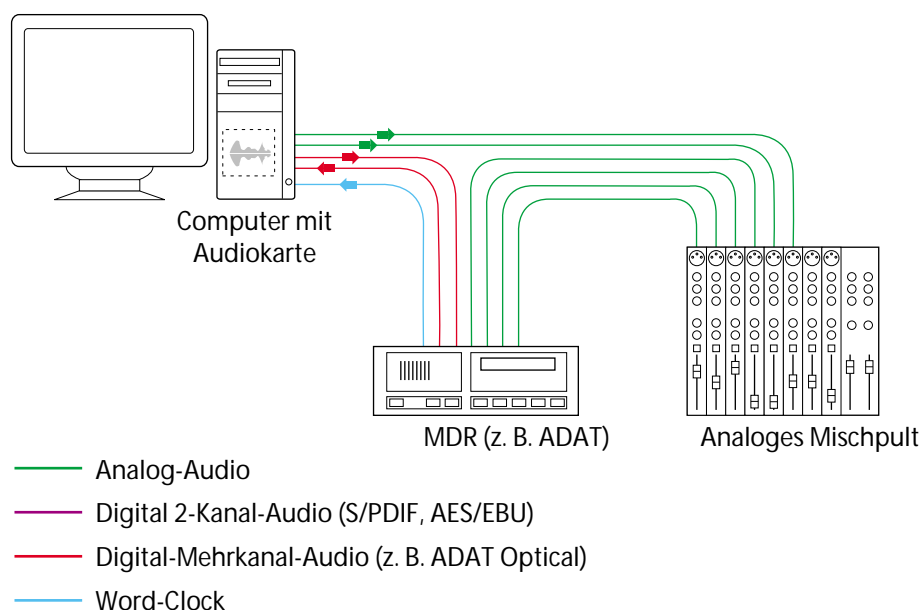 Computer mit
Audiokarte
MDR (z. B. ADAT)
Analoges Mischpult
Analog-Audio
Digital 2-Kanal-Audio (S/PDIF, AES/EBU)
Digital-Mehrkanal-Audio (z. B. ADAT Optical)
Word-Clock